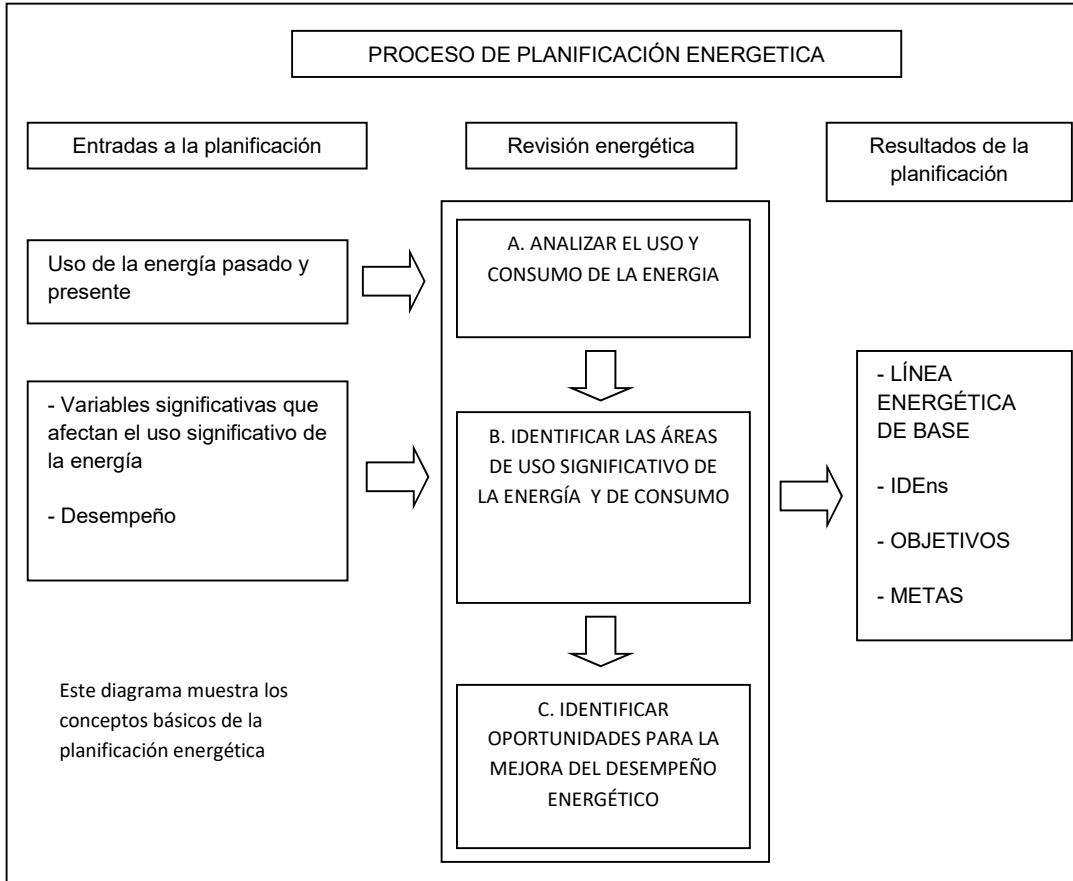 PROCESO DE PLANIFICACIÓN ENERGETICA
Entradas a la planificación
Revisión energética
Resultados de la
planificación
Uso de la energía pasado y
presente
A. ANALIZAR EL USO Y
CONSUMO DE LA ENERGIA
- Variables significativas que
afectan el uso significativo de
la energía
- Desempeño
B. IDENTIFICAR LAS ÁREAS
DE USO SIGNIFICATIVO DE
LA ENERGÍA Y DE CONSUMO
- LÍNEA
ENERGÉTICA
DE BASE
- IDEns
- OBJETIVOS
- METAS
Este diagrama muestra los
conceptos básicos de la
planificación energética
C. IDENTIFICAR
OPORTUNIDADES PARA LA
MEJORA DEL DESEMPEÑO
ENERGÉTICO